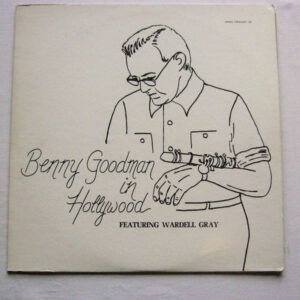 Benny Goodman
in
Hollywood
FEATURING WARDELL GRAY